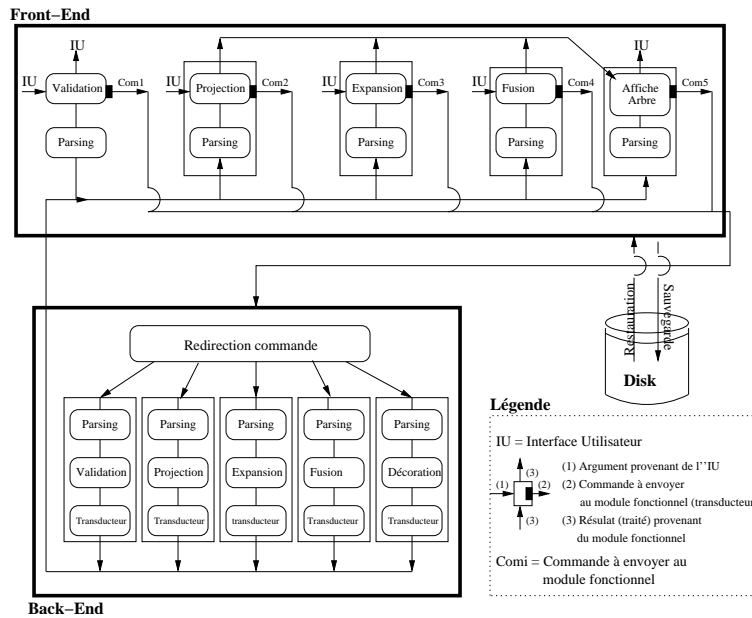 Front–End
IU
IU
IU
Validation
Com1
IU
Projection
Com2
IU
Expansion
Com3
IU
Fusion
Com4
Affiche
Arbre
Com5
Parsing
Parsing
Parsing
Parsing
Parsing
Restauration
Sauvegarde
Disk
Redirection commande
Parsing
Parsing
Parsing
Parsing
Parsing
Validation
Projection
Expansion
Fusion
Décoration
Transducteur
Transducteur
transducteur
Transducteur
Transducteur
Back–End
Légende
IU = Interface Utilisateur
(3)
(1)
(2)
(3)
(1) Argument provenant de l''IU
(2) Commande à envoyer
au module fonctionnel (transducteur
(3) Résulat (traité) provenant
du module fonctionnel
Comi = Commande à envoyer au
module fonctionnel